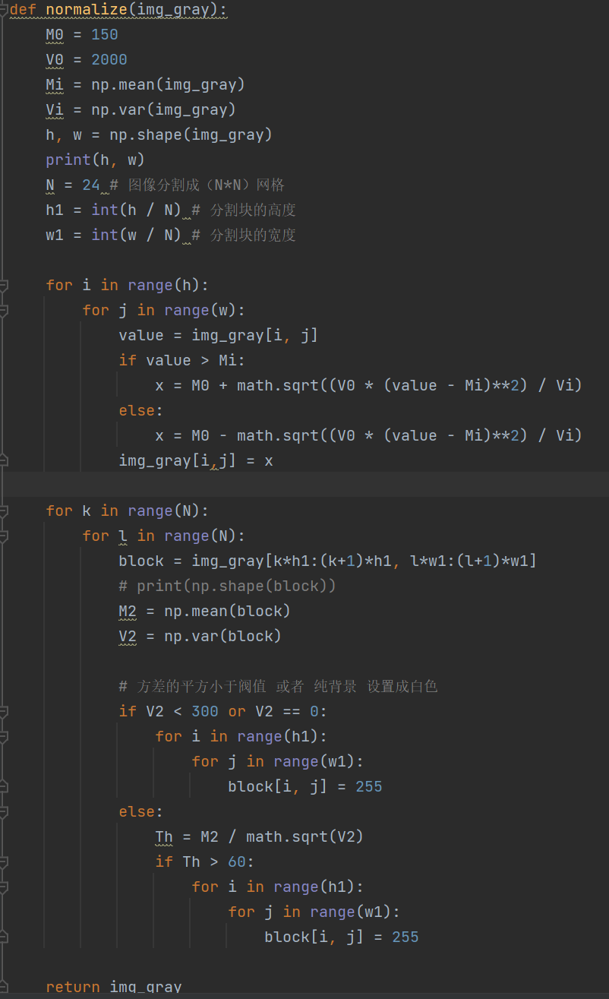 def normalize(img_gray):
    M0 = 150
    V0 = 2000
    Mi = np.mean(img_gray)
    Vi = np.var(img_gray)
    h, w = np.shape(img_gray)
    print(h, w)
    N = 24 # 图像分割成（N*N）网格
    h1 = int(h / N) # 分割块的高度
    w1 = int(w / N) # 分割块的宽度

    for i in range(h):
        for j in range(w):
            value = img_gray[i, j]
            if value > Mi:
                x = M0 + math.sqrt((V0 * (value - Mi)**2) / Vi)
            else:
                x = M0 - math.sqrt((V0 * (value - Mi)**2) / Vi)
            img_gray[i,j] = x

    for k in range(N):
        for l in range(N):
            block = img_gray[k*h1:(k+1)*h1, l*w1:(l+1)*w1]
            # print(np.shape(block))
            M2 = np.mean(block)
            V2 = np.var(block)

            # 方差的平方小于阀值 或者 纯背景 设置成白色
            if V2 < 300 or V2 == 0:
                for i in range(h1):
                    for j in range(w1):
                        block[i, j] = 255
            else:
                Th = M2 / math.sqrt(V2)
                if Th > 60:
                    for i in range(h1):
                        for j in range(w1):
                            block[i, j] = 255

    return img_gray